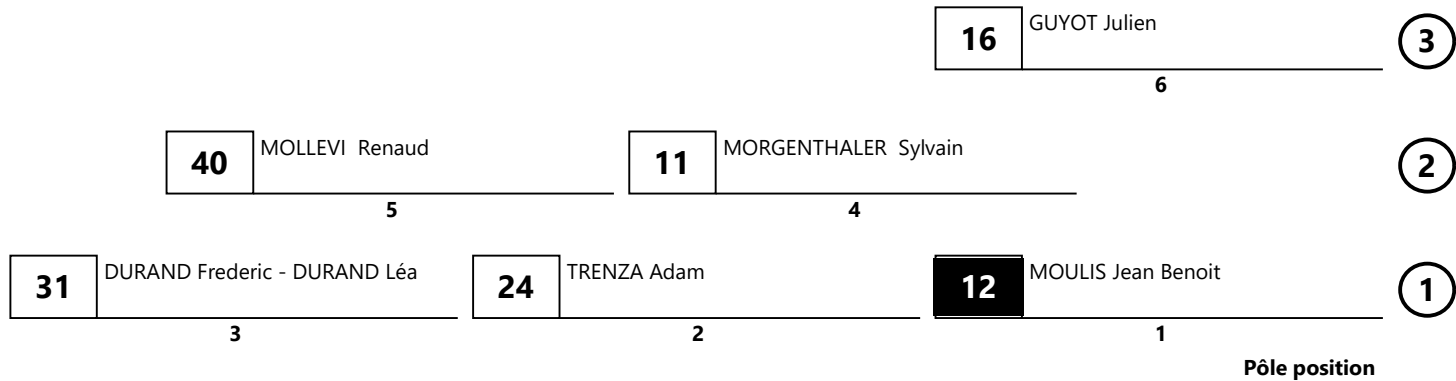 16 GUYOT Julien 3
6
40 MOLLEVI Renaud 11 MORGENTHALER Sylvain 2
5 4
31 DURAND Frederic - DURAND Léa 24 TRENZA Adam 12 MOULIS Jean Benoit 1
3 2 1
Pôle position